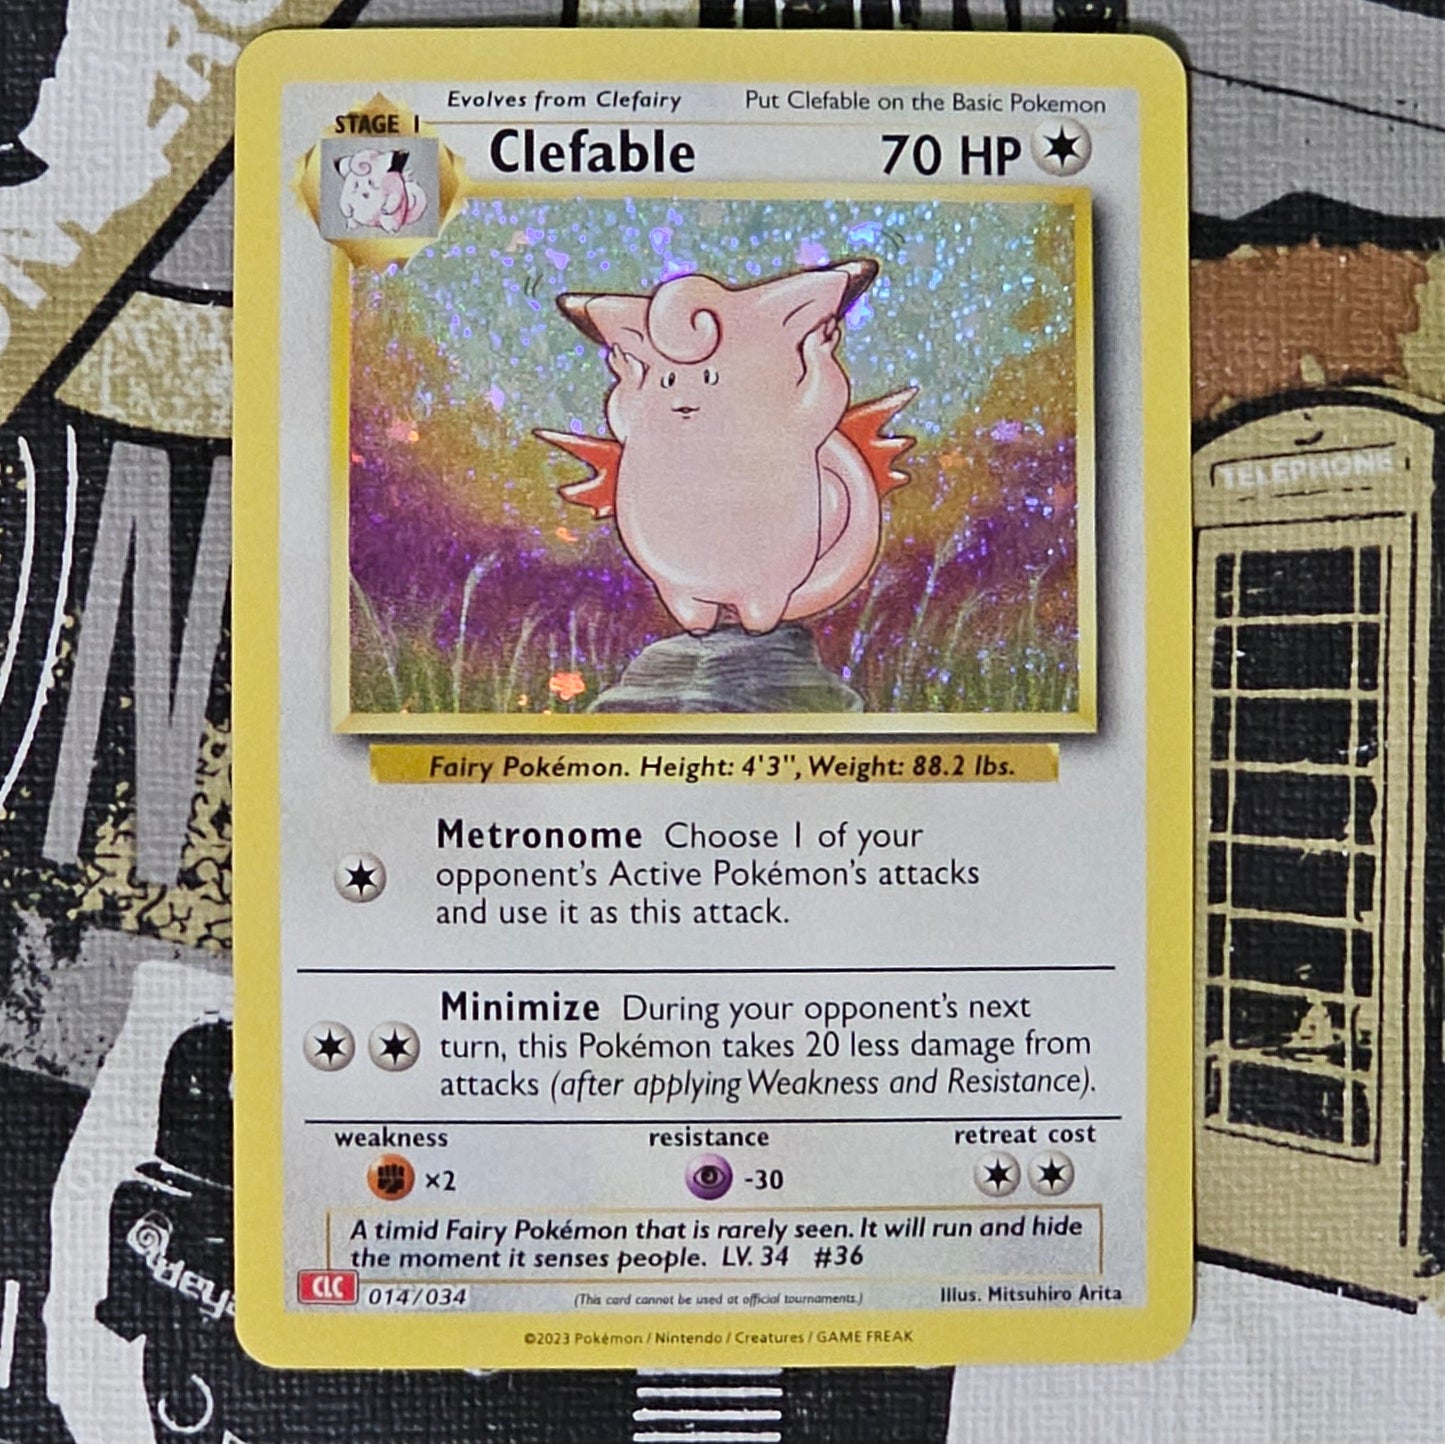 Evolves from Clefairy
Put Clefable on the Basic Pokemon
STAGE 1
Clefable
70 HP
TELEPHONE
Fairy Pokémon. Height: 4'3", Weight: 88.2 lbs.
Metronome Choose 1 of your
opponent's Active Pokémon's attacks
and use it as this attack.
Minimize During your opponent's next
turn, this Pokémon takes 20 less damage from
attacks (after applying Weakness and Resistance).
weakness
resistance
retreat cost
×2
-30
A timid Fairy Pokémon that is rarely seen. It will run and hide
the moment it senses people. LV. 34 #36
CLC
014/034
(This card cannot be used at official tournaments.)
Illus. Mitsuhiro Arita
©2023 Pokémon / Nintendo / Creatures / GAME FREAK